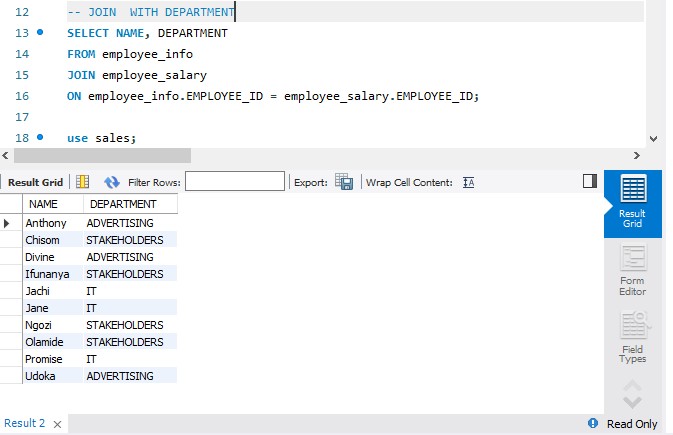 12 -- JOIN  WITH DEPARTMENT
13 SELECT NAME, DEPARTMENT
14 FROM employee_info
15 JOIN employee_salary
16 ON employee_info.EMPLOYEE_ID = employee_salary.EMPLOYEE_ID;
17
18 use sales;
Result Grid Filter Rows: Export: Wrap Cell Content:
NAME DEPARTMENT
Anthony ADVERTISING
Chisom STAKEHOLDERS
Divine ADVERTISING
Ifunanya STAKEHOLDERS
Jachi IT
Jane IT
Ngozi STAKEHOLDERS
Olamide STAKEHOLDERS
Promise IT
Udoka ADVERTISING
Result
Grid
Form
Editor
Field
Types
Result 2 Read Only